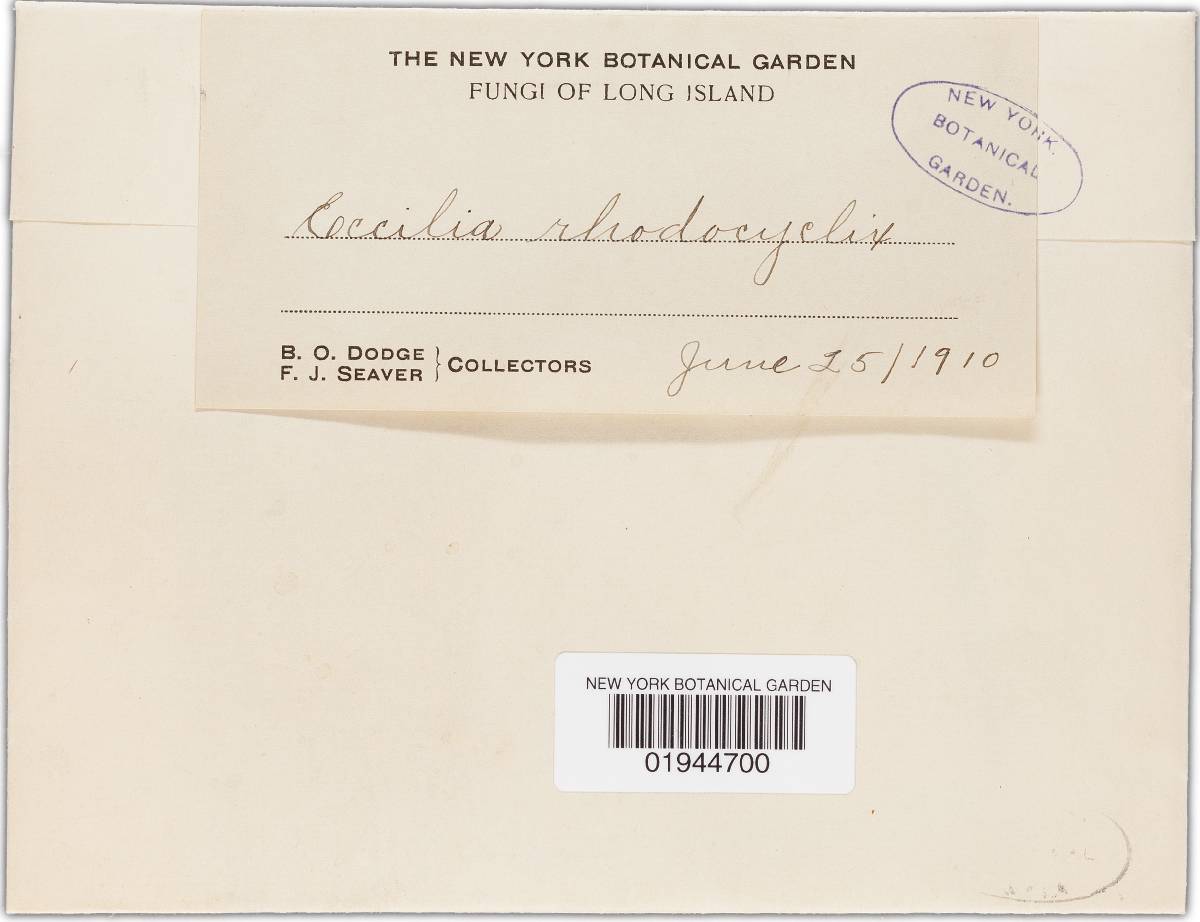 THE NEW YORK BOTANICAL GARDEN
FUNGI OF LONG ISLAND
NEW YORK.
BOTANICAL
GARDEN.
Eccilia rhodocyclix
B. O. DODGE
F. J. SEAVER } COLLECTORS
June 25/1910
NEW YORK BOTANICAL GARDEN
01944700